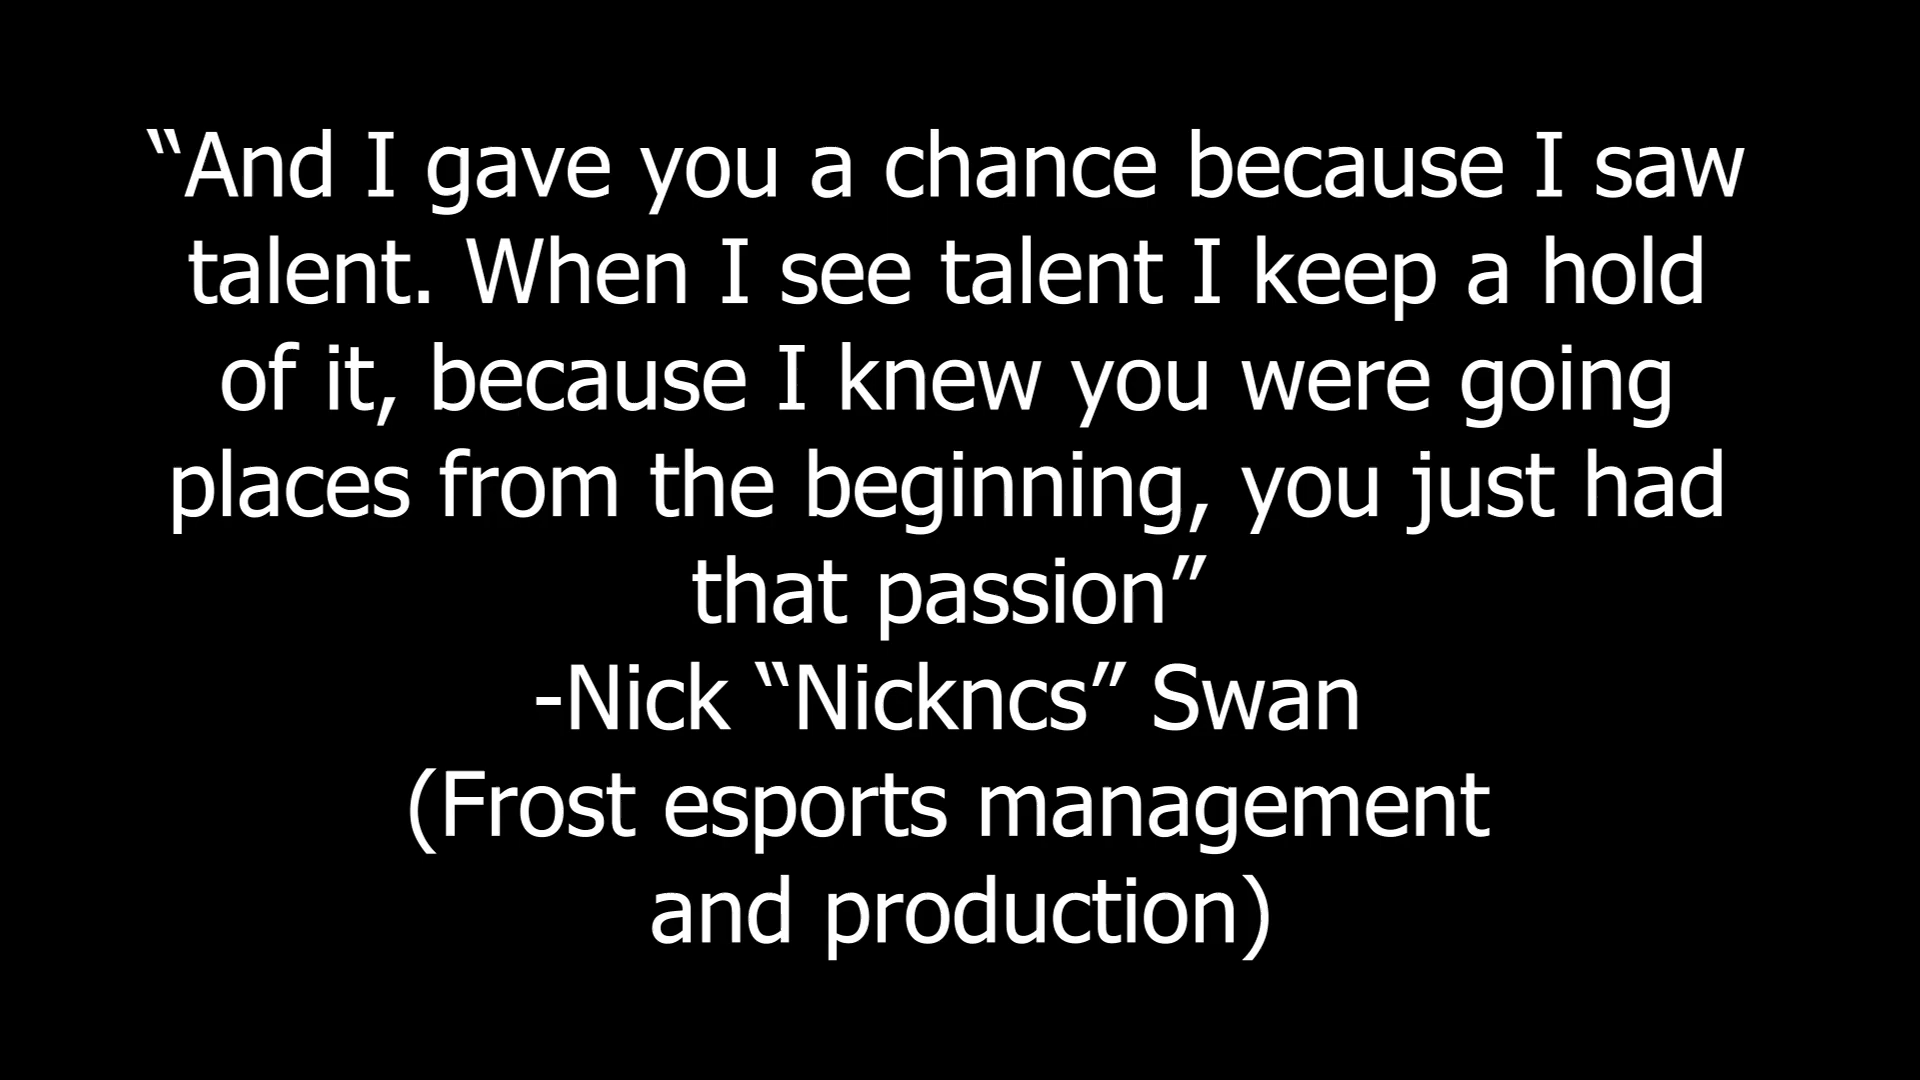 “And I gave you a chance because I saw
talent. When I see talent I keep a hold
of it, because I knew you were going
places from the beginning, you just had
that passion”
-Nick “Nickncs” Swan
(Frost esports management
and production)